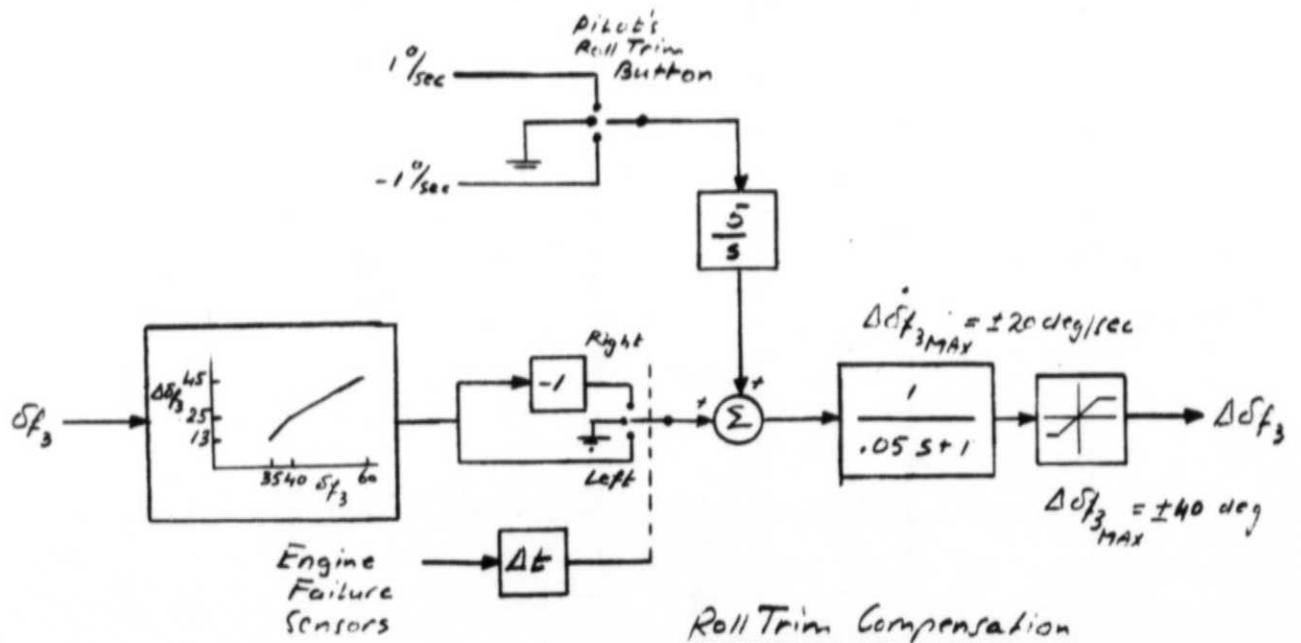 Pilot's
Roll Trim
Button
1°/sec
-1°/sec
5
s
Δδ̇f3MAX = ±20 deg/sec
Right
Δδf3
45
25
13
35 40 60
δf3
δf3
-1
Left
+
+
Σ
1
.05 s + 1
Δδf3
Δδf3MAX = ±40 deg
Engine
Failure
Sensors
Δt
Roll Trim Compensation